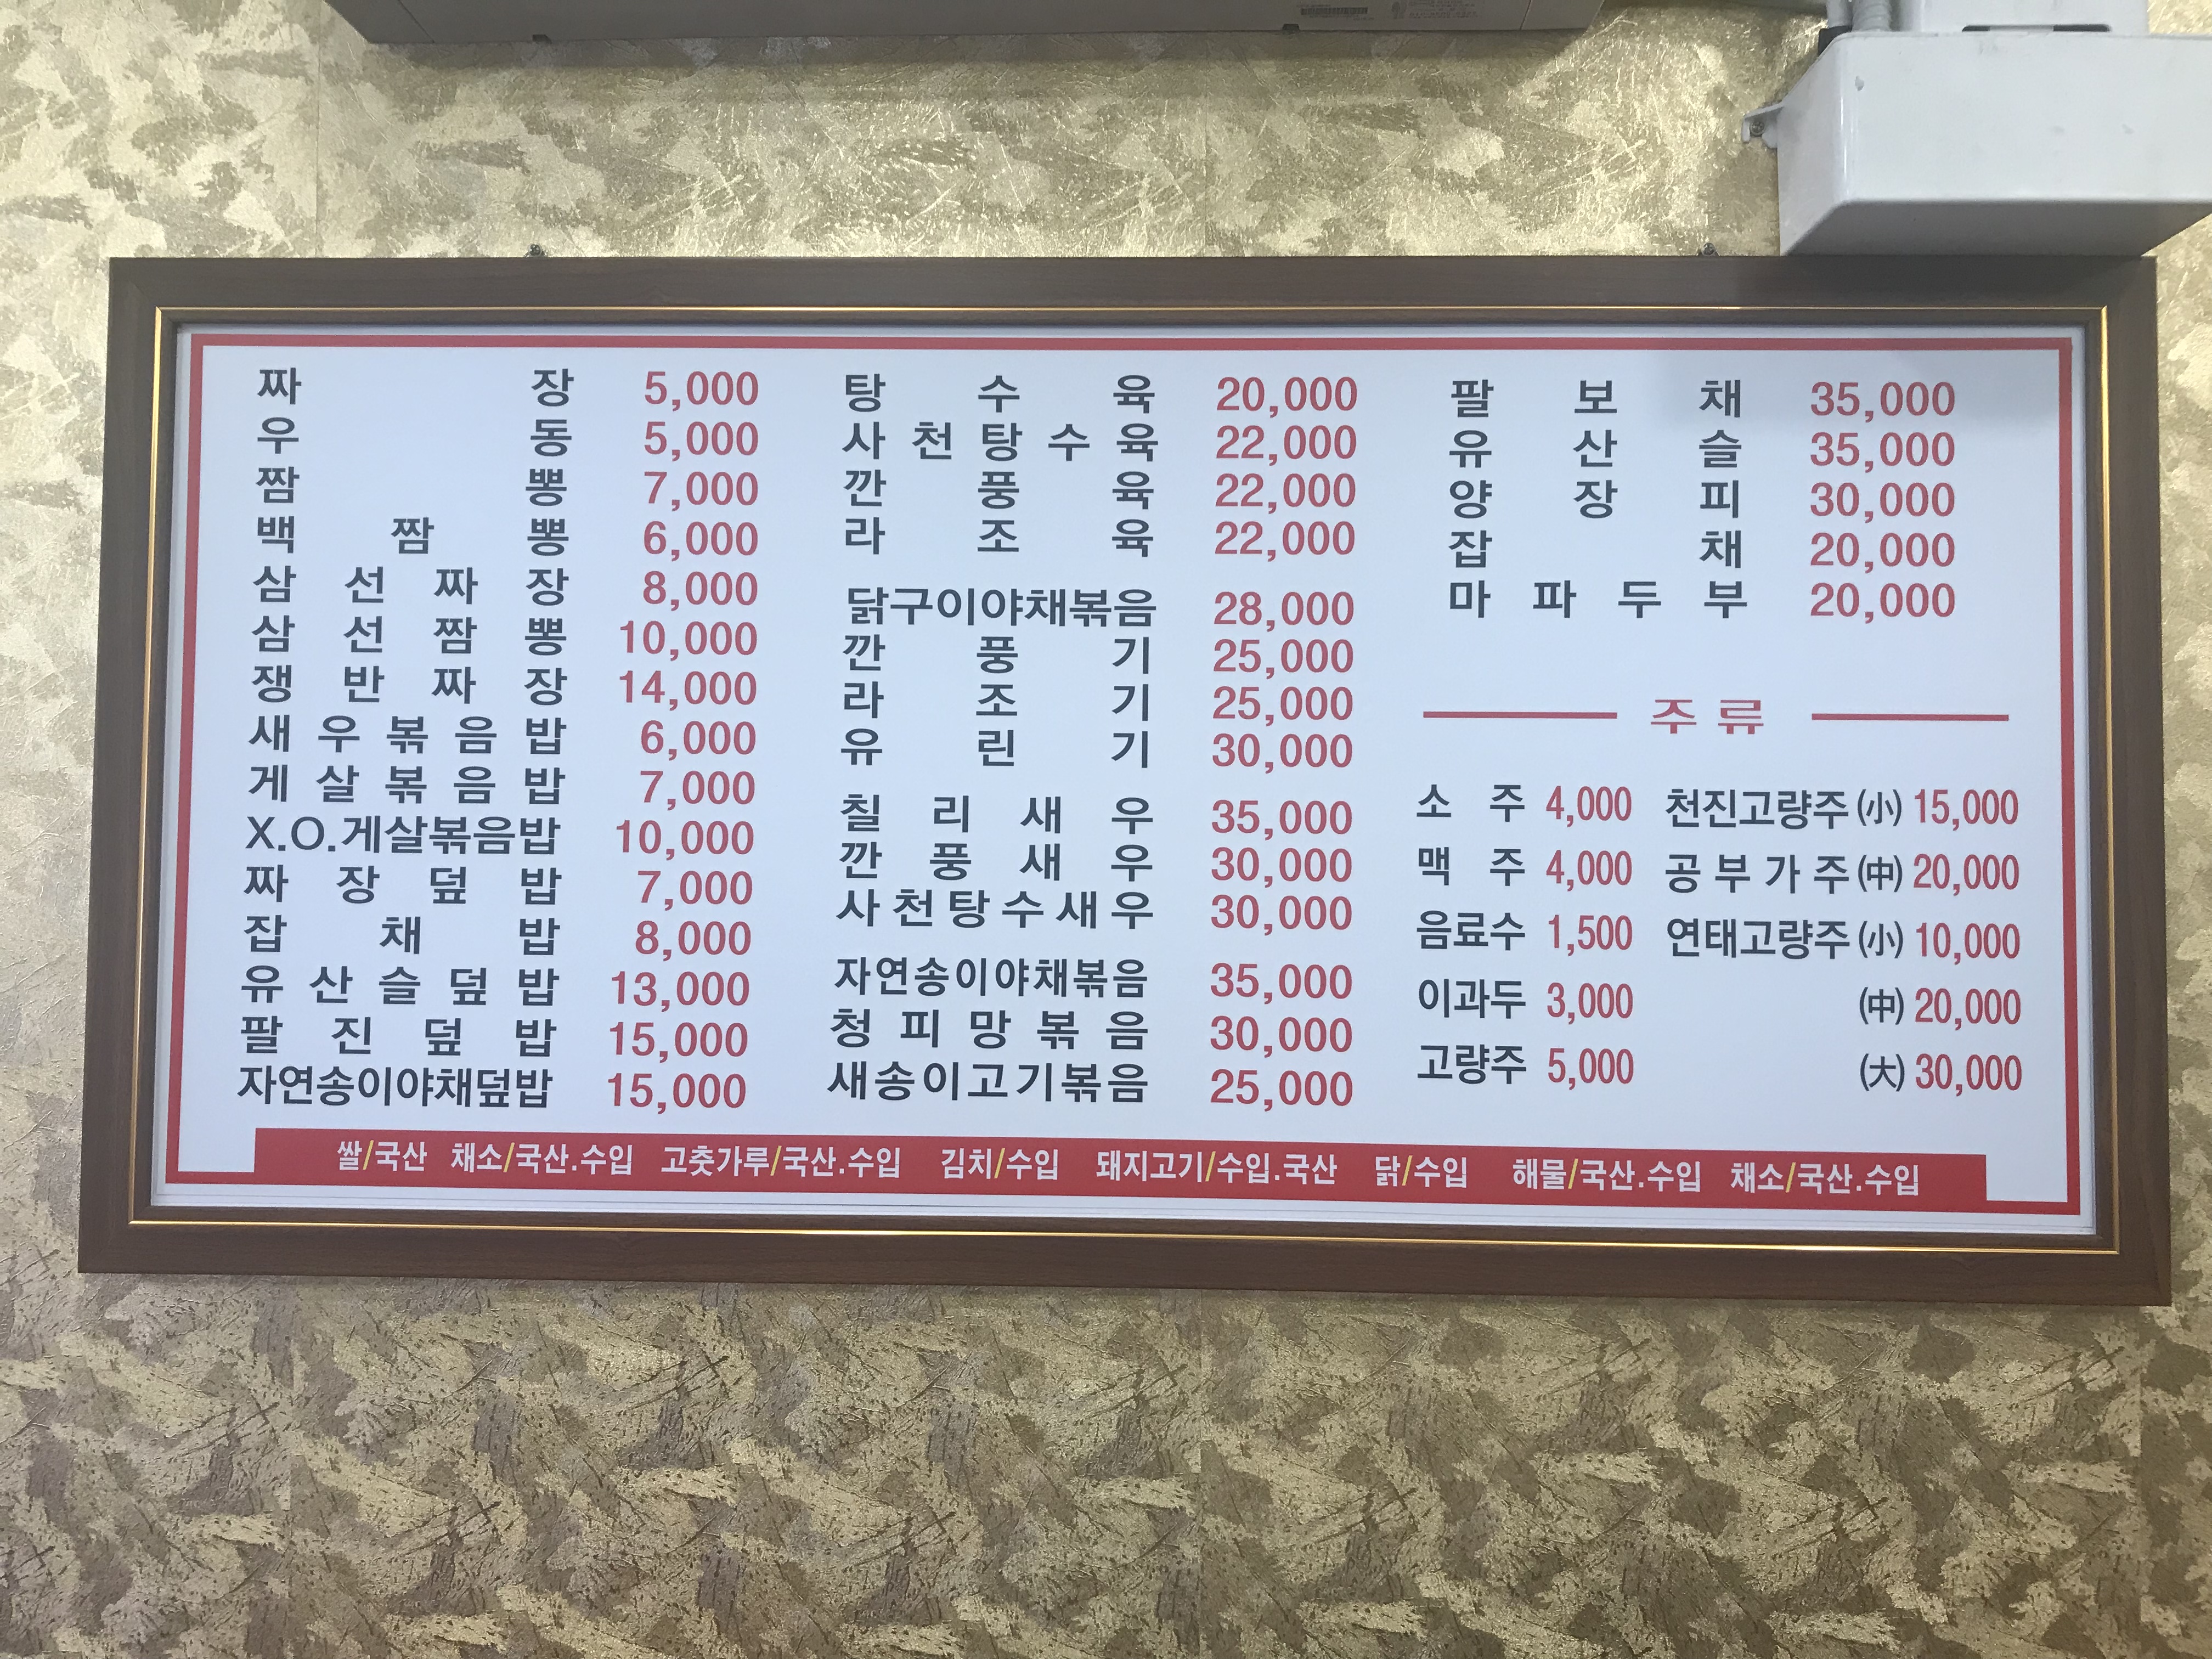 짜장 5,000
우동 5,000
짬뽕 7,000
백짬뽕 6,000
삼선짜장 8,000
삼선짬뽕 10,000
쟁반짜장 14,000
새우볶음밥 6,000
게살볶음밥 7,000
X.O.게살볶음밥 10,000
짜장덮밥 7,000
잡채밥 8,000
유산슬덮밥 13,000
팔진덮밥 15,000
자연송이야채덮밥 15,000
탕수육 20,000
사천탕수육 22,000
깐풍육 22,000
라조육 22,000
닭구이야채볶음 28,000
깐풍기 25,000
라조기 25,000
유린기 30,000
칠리새우 35,000
깐풍새우 30,000
사천탕수새우 30,000
자연송이야채볶음 35,000
청피망볶음 30,000
새송이고기볶음 25,000
팔보채 35,000
유산슬 35,000
양장피 30,000
잡채 20,000
마파두부 20,000
주류
소주 4,000
맥주 4,000
음료수 1,500
이과두 3,000
고량주 5,000
천진고량주(小) 15,000
공부가주(中) 20,000
연태고량주(小) 10,000
(中) 20,000
(大) 30,000
쌀/국산 채소/국산.수입 고춧가루/국산.수입 김치/수입 돼지고기/수입.국산 닭/수입 해물/국산.수입 채소/국산.수입